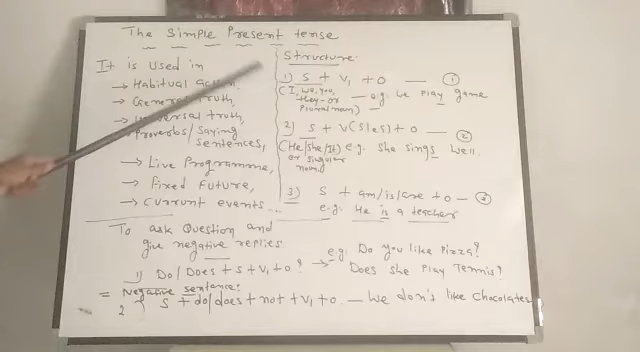 The Simple Present tense
It is Used in
→ Habitual action
→ General truth,
→ Universal truth,
Proverbs/Saying
sentences,
→ Live Programme,
→ Fixed Future,
→ Current events...
Structure:
1) S + V1 + O — ①
(I, we, you, they - or Plural noun) — e.g. We Play game
2) S + V(s/es) + O — ②
(He/she/It) e.g. She sings well.
or singular
noun)
3) S + am/is/are + O — ③
e.g. He is a teacher
To ask Question and
give negative replies.
1) Do/Does + S + V1 + O? → e.g. Do you like Pizza?
Does she Play Tennis?
= Negative sentence:
2 S + do/does + not + V1 + O — We don't like Chocolates